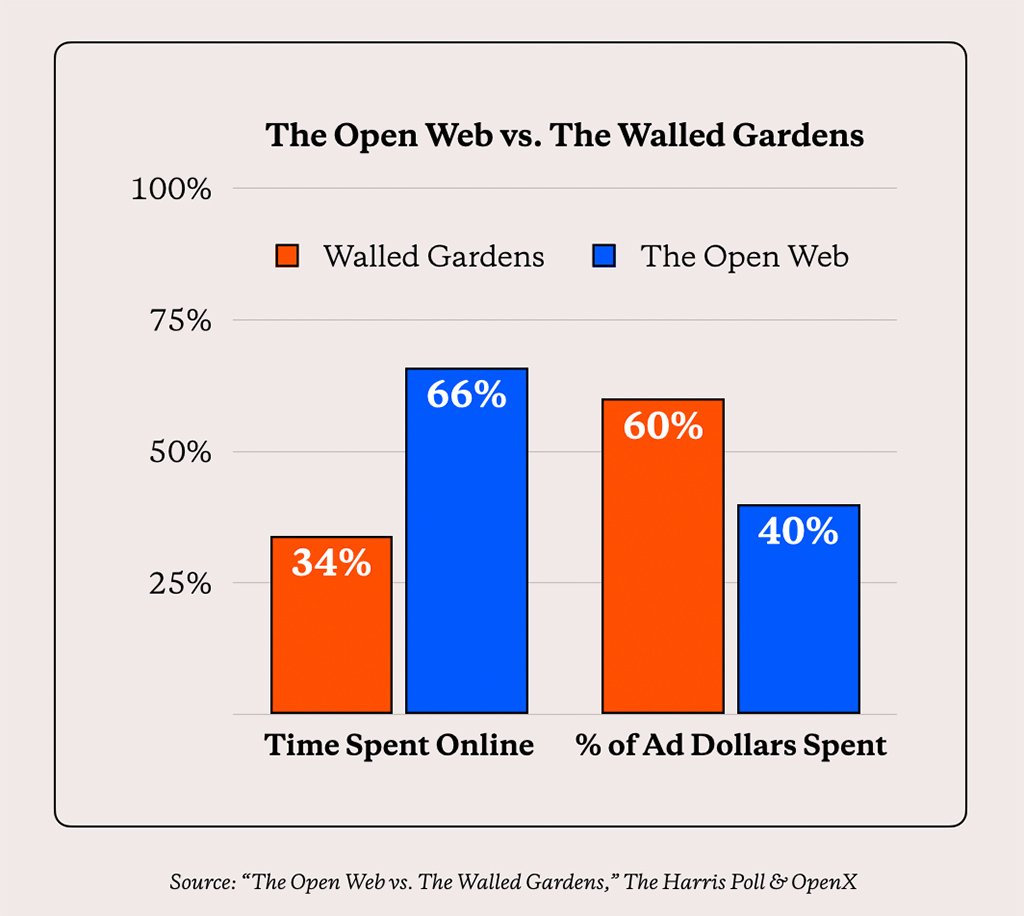 The Open Web vs. The Walled Gardens
100%
Walled Gardens The Open Web
75%
66%
60%
50%
40%
34%
25%
Time Spent Online % of Ad Dollars Spent
Source: “The Open Web vs. The Walled Gardens,” The Harris Poll & OpenX